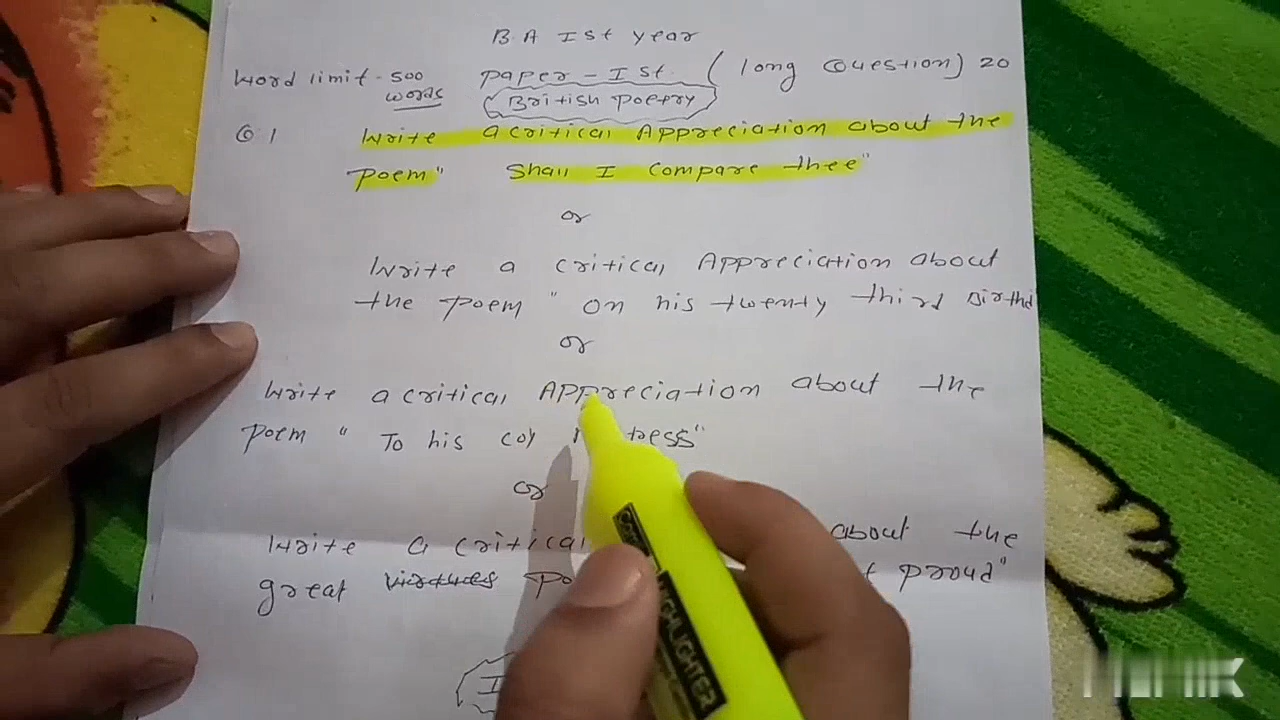 B.A Ist year
Word limit - 500 words paper - Ist (long Question) 20
(British poetry)
Q 1 Write a critical Appreciation about the
Poem" Shall I compare thee"
or
Write a critical Appreciation about
the poem " on his twenty third Birthd
or
Write a critical Appreciation about the
Poem " To his coy
or
Write a critical about the
great virtues proud"
HIGHLIGHTER